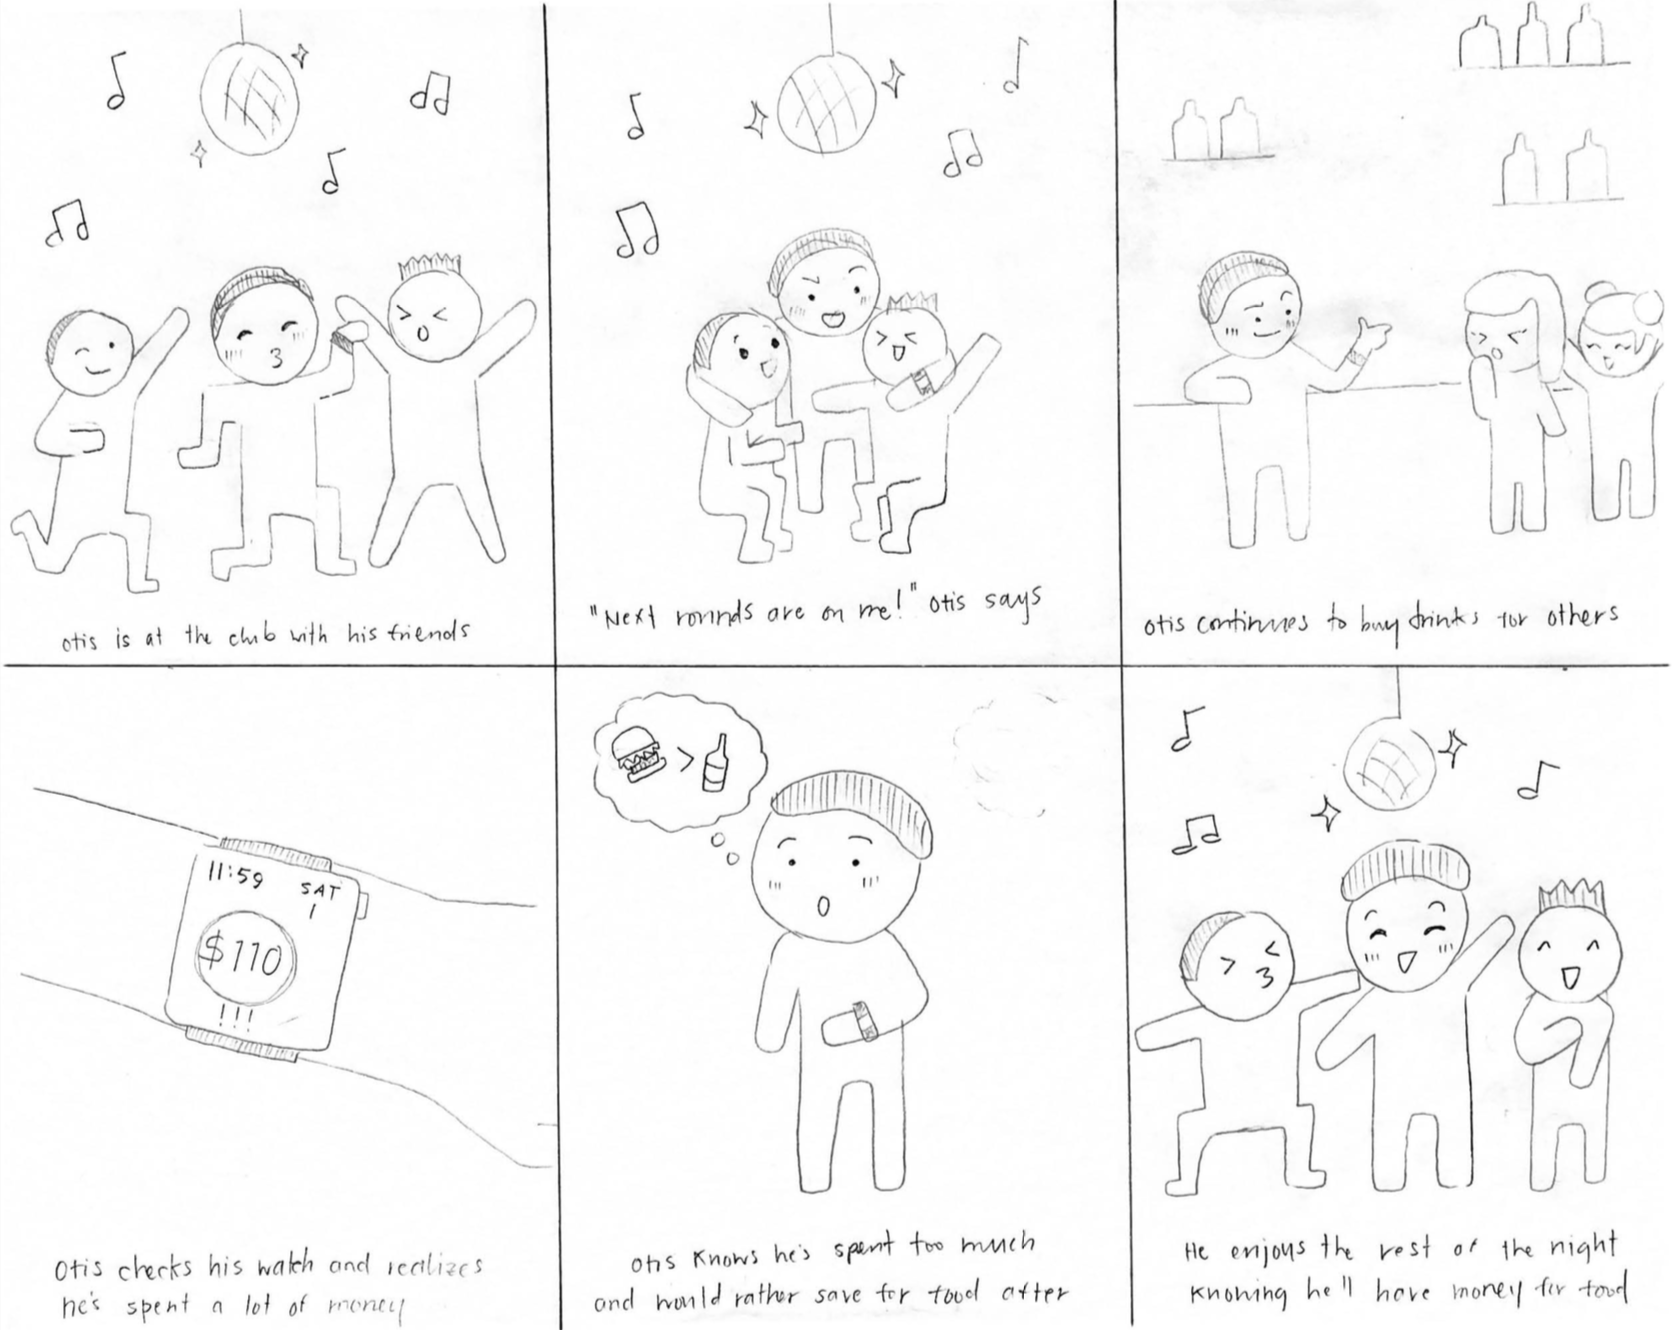 otis is at the club with his friends
"Next rounds are on me!" otis says
otis continues to buy drinks for others
11:59
SAT
1
$110
!!!
otis checks his watch and realizes
he's spent a lot of money
>
otis knows he's spent too much
and would rather save for food after
He enjoys the rest of the night
knowing he'll have money for food